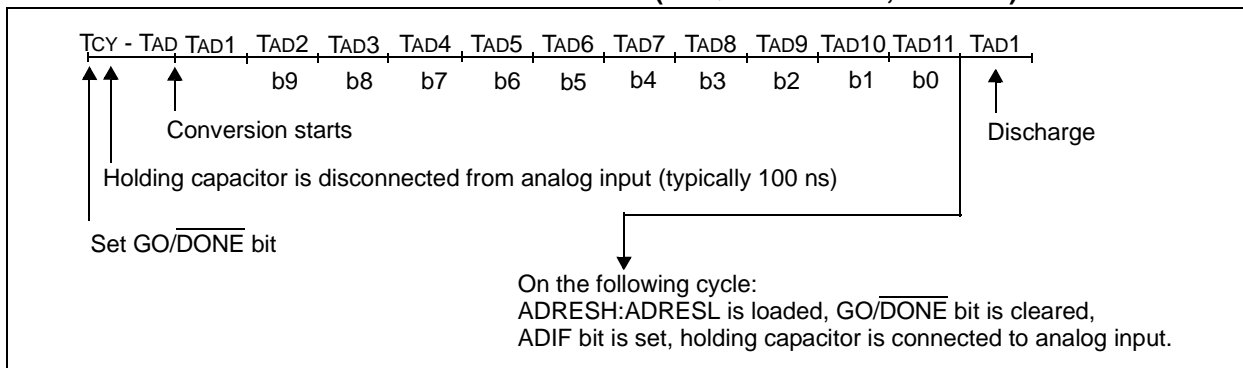 TCY - TAD TAD1 TAD2 TAD3 TAD4 TAD5 TAD6 TAD7 TAD8 TAD9 TAD10 TAD11 TAD1
b9 b8 b7 b6 b5 b4 b3 b2 b1 b0
Conversion starts
Discharge
Holding capacitor is disconnected from analog input (typically 100 ns)
Set GO/DONE bit
On the following cycle:
ADRESH:ADRESL is loaded, GO/DONE bit is cleared,
ADIF bit is set, holding capacitor is connected to analog input.